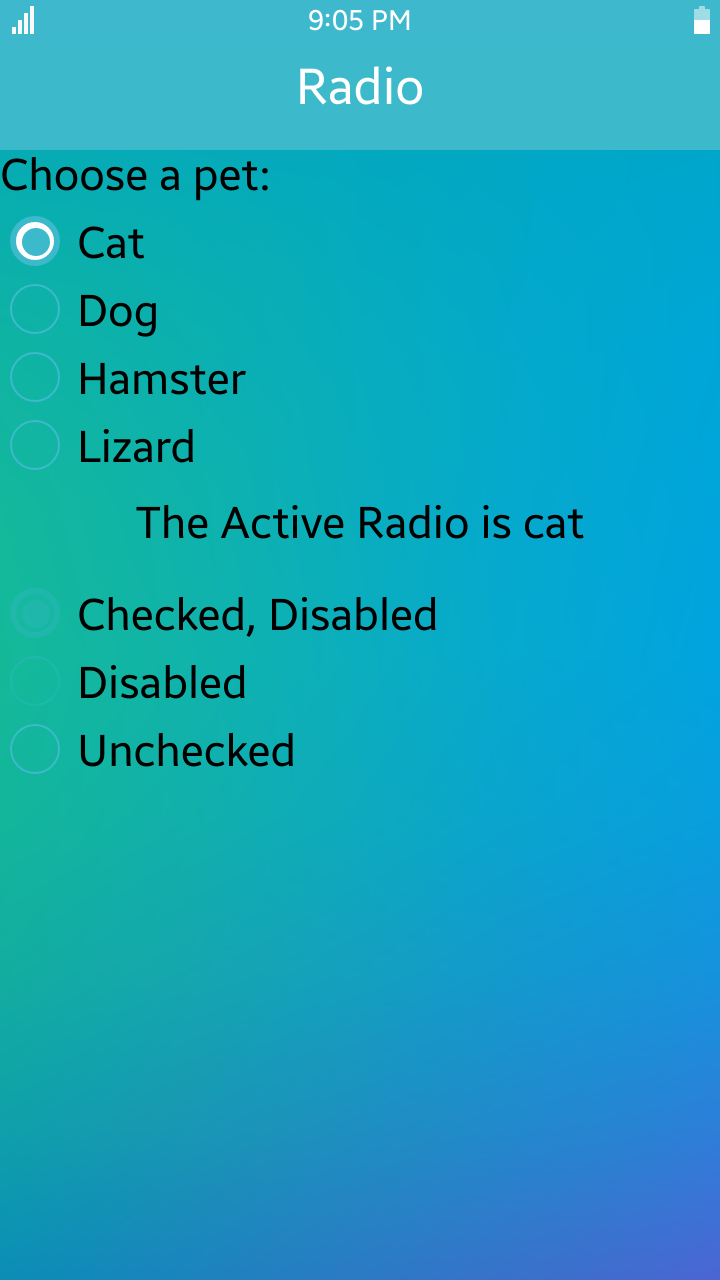 9:05 PM
Radio
Choose a pet:
Cat
Dog
Hamster
Lizard
The Active Radio is cat
Checked, Disabled
Disabled
Unchecked